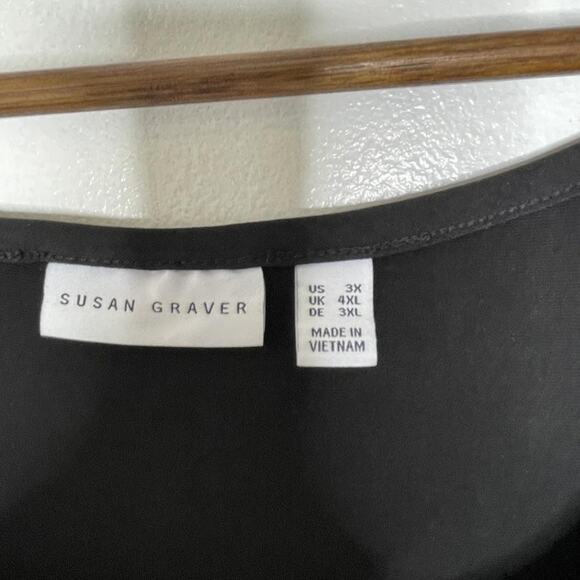 SUSAN GRAVER
US 3X
UK 4XL
DE 3XL
MADE IN
VIETNAM